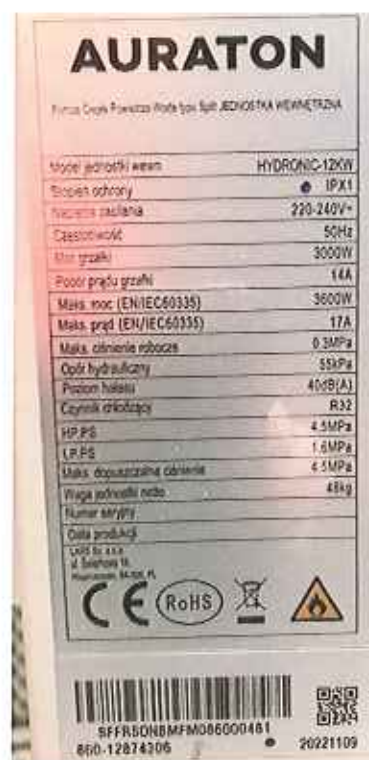 AURATON
Pompa Ciepła Powietrze-Woda typu Split JEDNOSTKA WEWNĘTRZNA
Model jednostki wewn. HYDRONIC-12KW
Stopień ochrony IPX1
Napięcie zasilania 220-240V~
Częstotliwość 50Hz
Moc grzałki 3000W
Pobór prądu grzałki 14A
Maks. moc (EN/IEC60335) 3600W
Maks. prąd (EN/IEC60335) 17A
Maks. ciśnienie robocze 0.3MPa
Opór hydrauliczny 55kPa
Poziom hałasu 40dB(A)
Czynnik chłodzący R32
HP.PS 4.5MPa
LP.PS 1.6MPa
Maks. dopuszczalne ciśnienie 4.5MPa
Waga jednostki netto 48kg
Numer seryjny
Data produkcji
LARS
CE RoHS
860-12874306 20221109